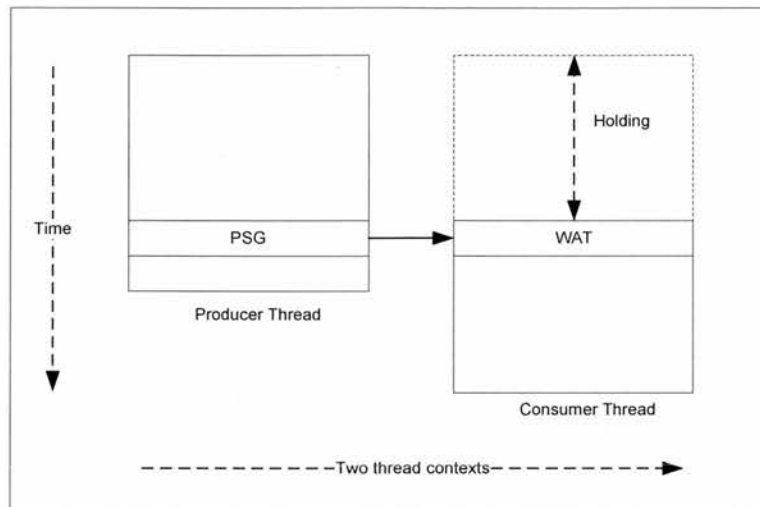 Holding
Time
PSG
WAT
Producer Thread
Consumer Thread
Two thread contexts